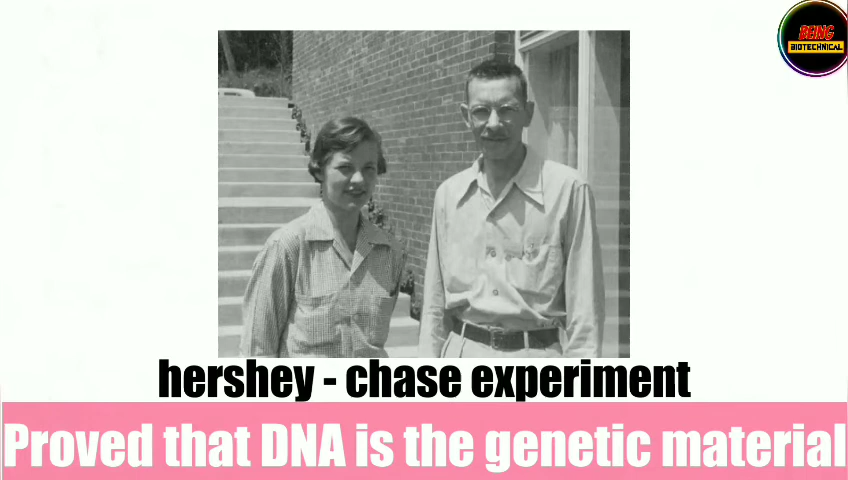 BEING
BIOTECHNICAL
hershey - chase experiment
Proved that DNA is the genetic material